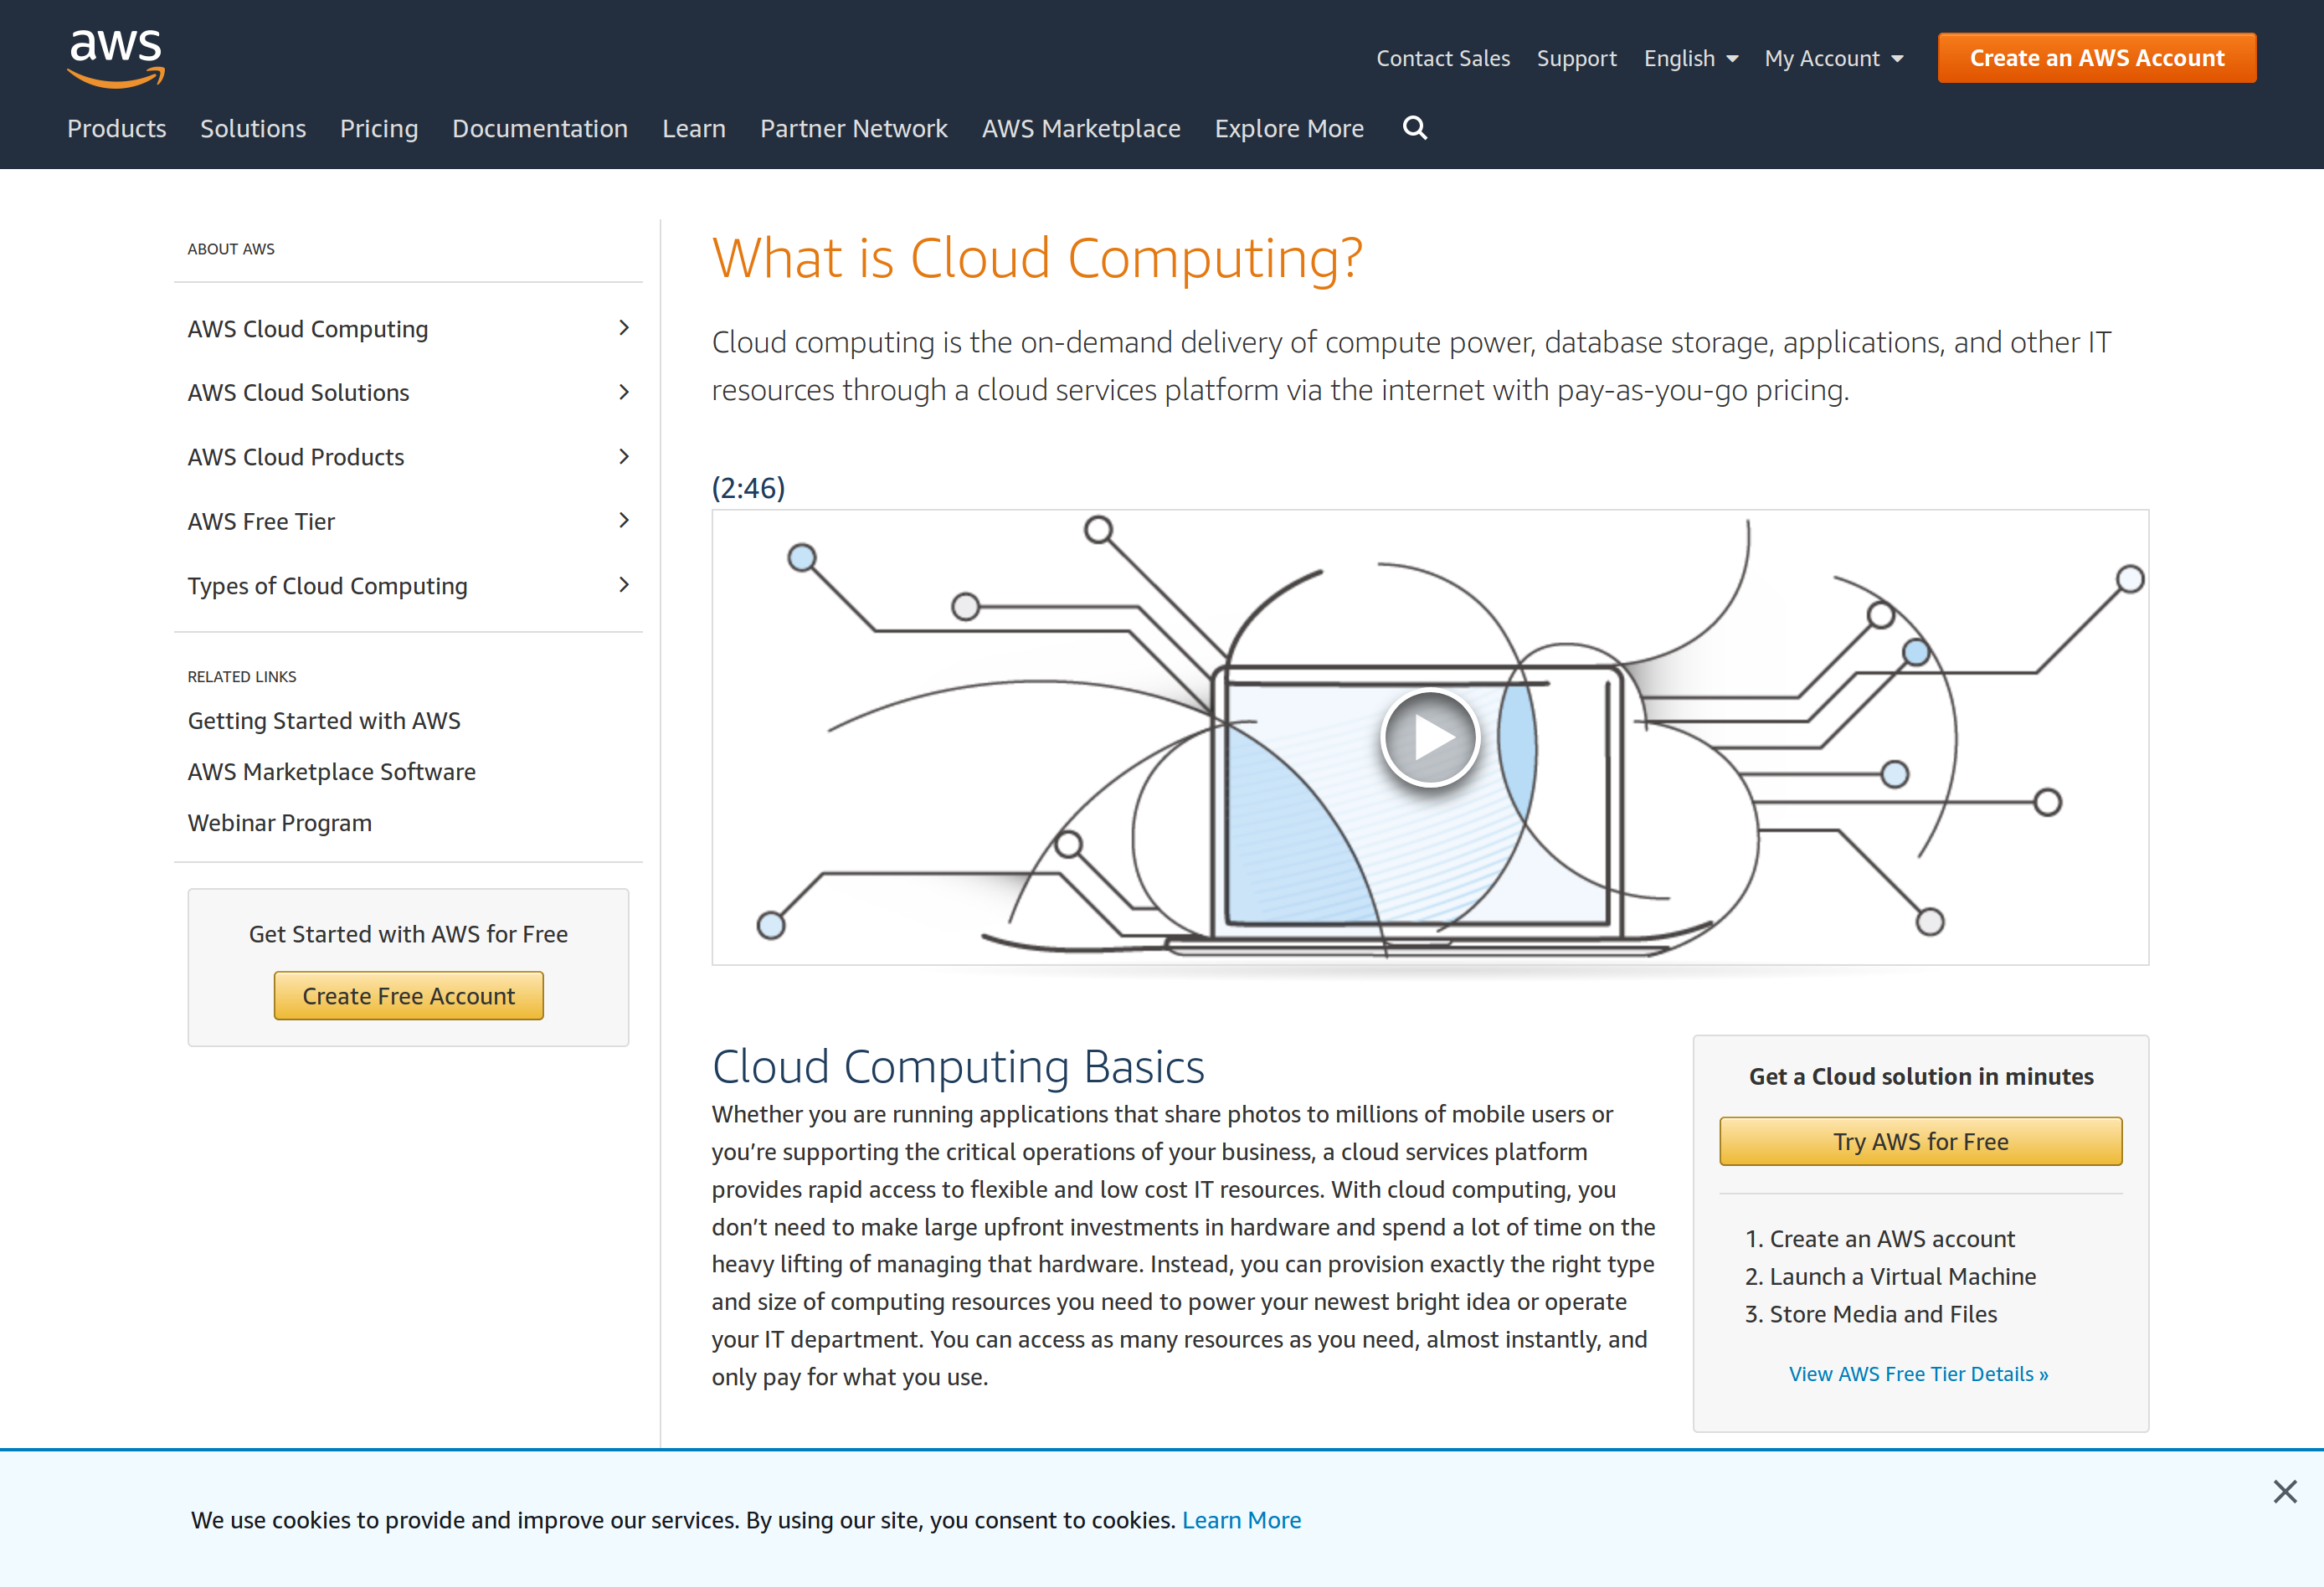 aws
Contact Sales Support English My Account Create an AWS Account
Products Solutions Pricing Documentation Learn Partner Network AWS Marketplace Explore More
ABOUT AWS
AWS Cloud Computing
AWS Cloud Solutions
AWS Cloud Products
AWS Free Tier
Types of Cloud Computing
RELATED LINKS
Getting Started with AWS
AWS Marketplace Software
Webinar Program
Get Started with AWS for Free
Create Free Account
What is Cloud Computing?
Cloud computing is the on-demand delivery of compute power, database storage, applications, and other IT
resources through a cloud services platform via the internet with pay-as-you-go pricing.
(2:46)
Cloud Computing Basics
Whether you are running applications that share photos to millions of mobile users or
you’re supporting the critical operations of your business, a cloud services platform
provides rapid access to flexible and low cost IT resources. With cloud computing, you
don’t need to make large upfront investments in hardware and spend a lot of time on the
heavy lifting of managing that hardware. Instead, you can provision exactly the right type
and size of computing resources you need to power your newest bright idea or operate
your IT department. You can access as many resources as you need, almost instantly, and
only pay for what you use.
Get a Cloud solution in minutes
Try AWS for Free
1. Create an AWS account
2. Launch a Virtual Machine
3. Store Media and Files
View AWS Free Tier Details »
We use cookies to provide and improve our services. By using our site, you consent to cookies. Learn More